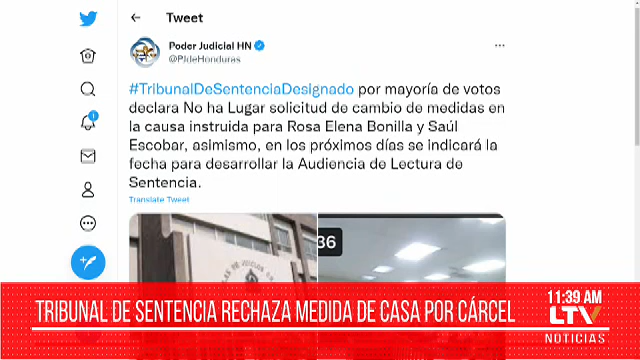 Tweet
Poder Judicial HN
@PJdeHonduras
#TribunalDeSentenciaDesignado por mayoría de votos
declara No ha Lugar solicitud de cambio de medidas en
la causa instruida para Rosa Elena Bonilla y Saúl
Escobar, asimismo, en los próximos días se indicará la
fecha para desarrollar la Audiencia de Lectura de
Sentencia.
Translate Tweet
36
TRIBUNAL DE SENTENCIA RECHAZA MEDIDA DE CASA POR CÁRCEL
11:39 AM
LTV
NOTICIAS